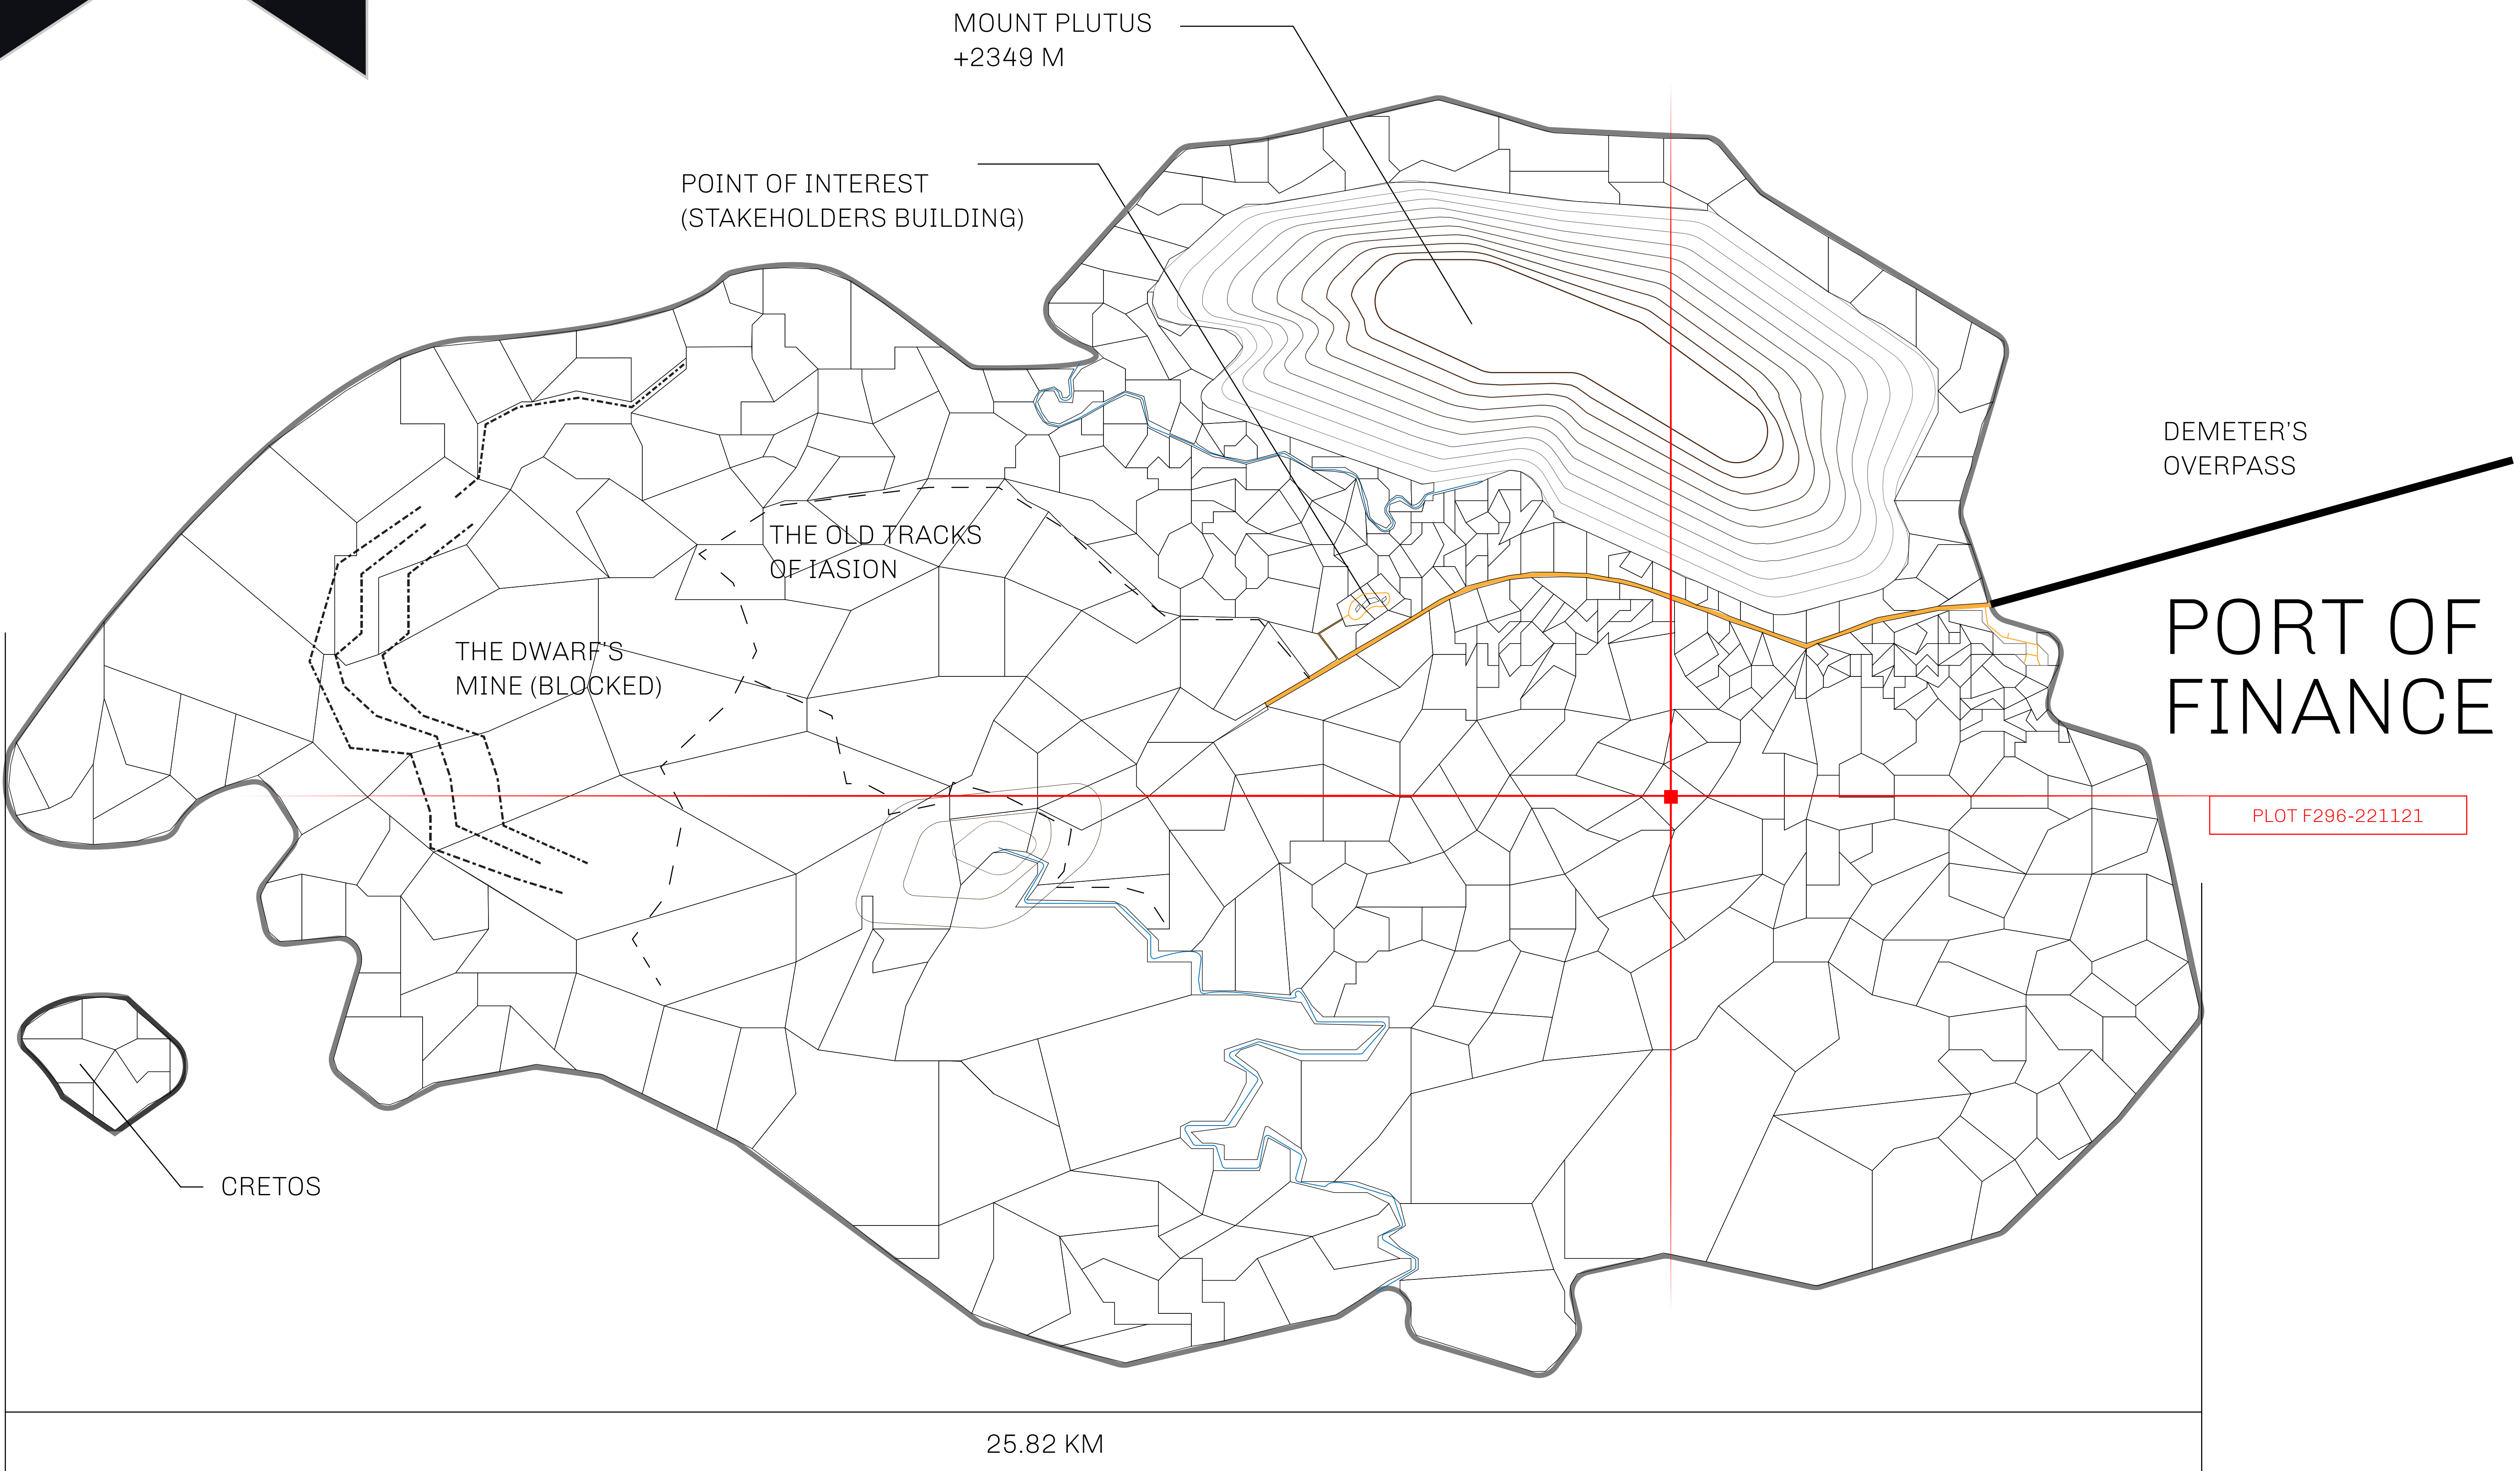 MOUNT PLUTUS
+2349 M
POINT OF INTEREST
(STAKEHOLDERS BUILDING)
DEMETER'S
OVERPASS
THE OLD TRACKS
OF IASION
PORT OF
FINANCE
THE DWARF'S
MINE (BLOCKED)
PLOT F296-221121
CRETOS
25.82 KM